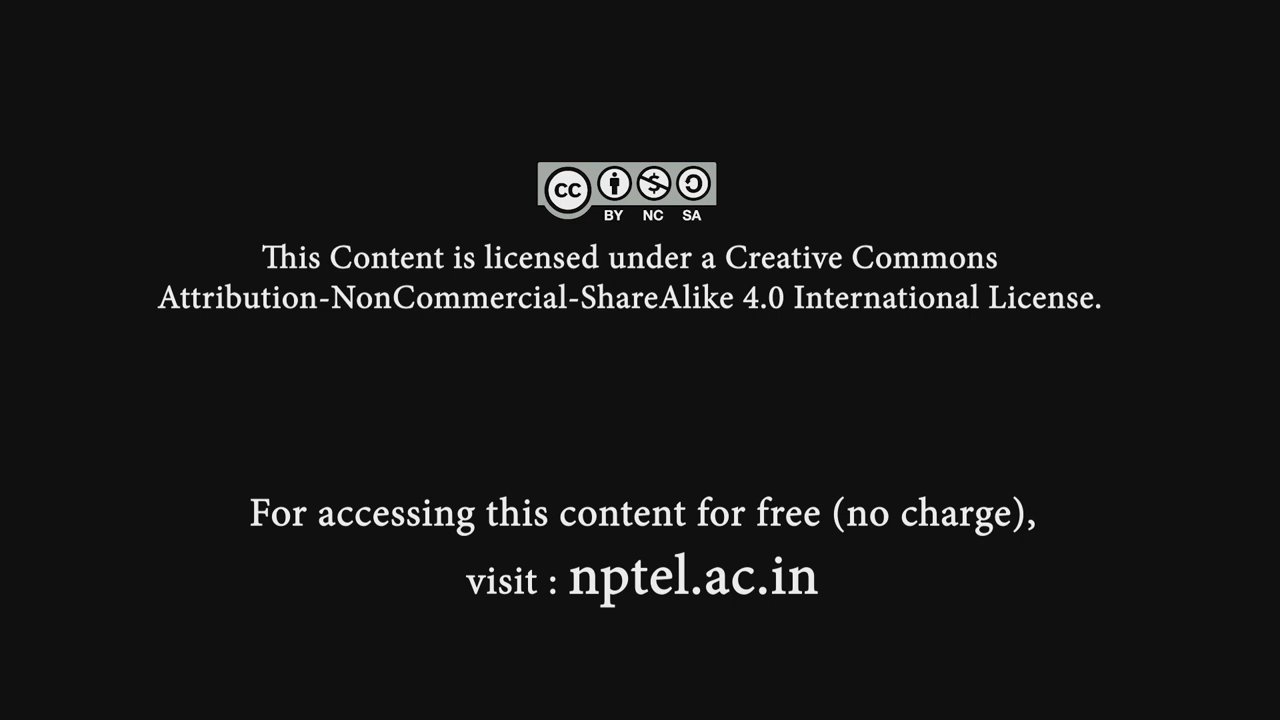 cc
BY NC SA
This Content is licensed under a Creative Commons
Attribution-NonCommercial-ShareAlike 4.0 International License.
For accessing this content for free (no charge),
visit : nptel.ac.in